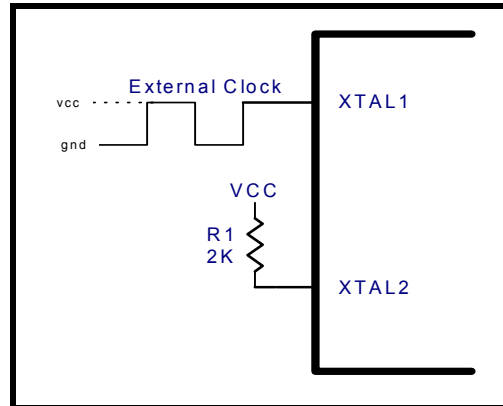 External Clock
vcc
XTAL1
gnd
VCC
R1
2K
XTAL2